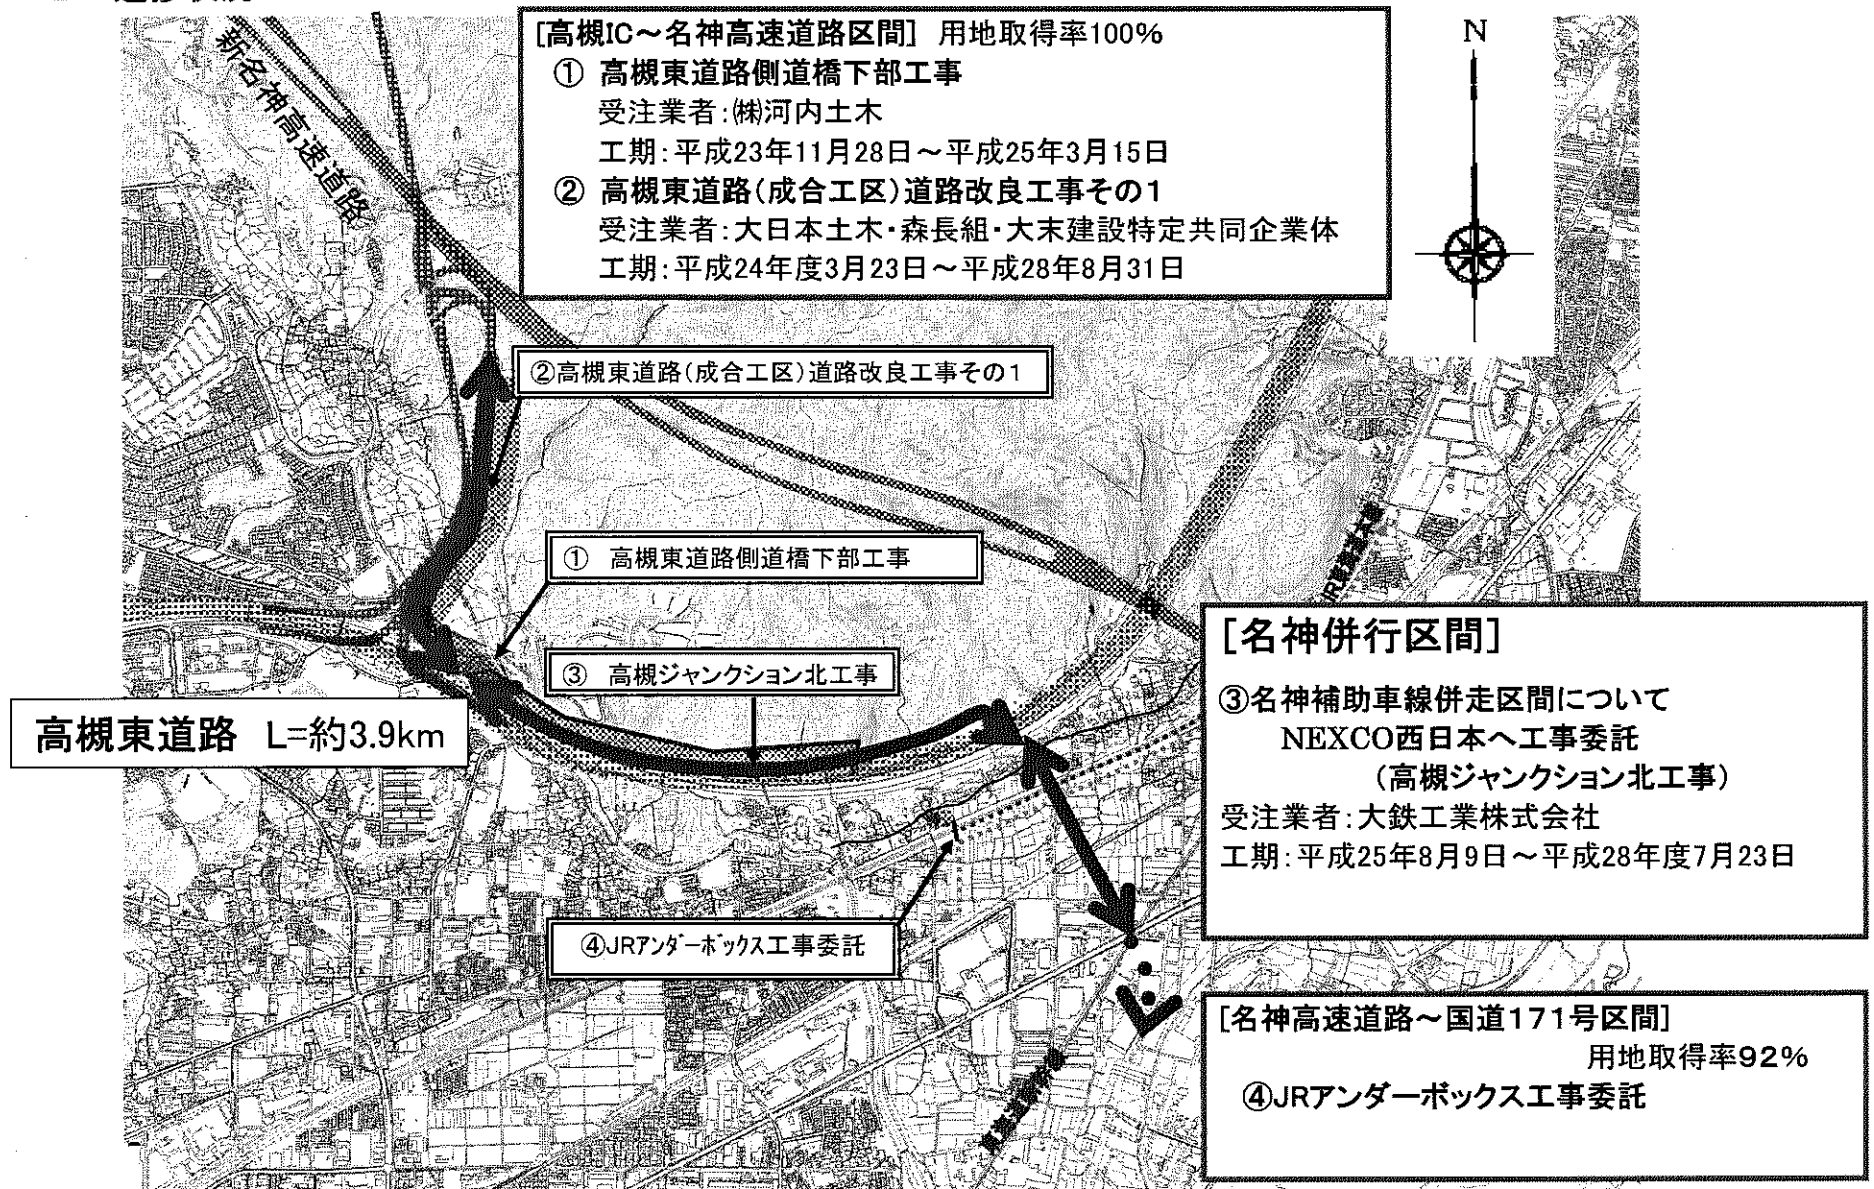 新名神高速道路
[高槻IC～名神高速道路区間] 用地取得率100%
① 高槻東道路側道橋下部工事
受注業者:㈱河内土木
工期:平成23年11月28日～平成25年3月15日
② 高槻東道路(成合工区)道路改良工事その1
受注業者:大日本土木・森長組・大末建設特定共同企業体
工期:平成24年度3月23日～平成28年8月31日
N
②高槻東道路(成合工区)道路改良工事その1
① 高槻東道路側道橋下部工事
③ 高槻ジャンクション北工事
高槻東道路 L=約3.9km
JR東海道本線
[名神併行区間]
③名神補助車線併走区間について
NEXCO西日本へ工事委託
(高槻ジャンクション北工事)
受注業者:大鉄工業株式会社
工期:平成25年8月9日～平成28年度7月23日
④JRｱﾝﾀﾞｰﾎﾞｯｸｽ工事委託
[名神高速道路～国道171号区間]
用地取得率92%
④JRアンダーボックス工事委託